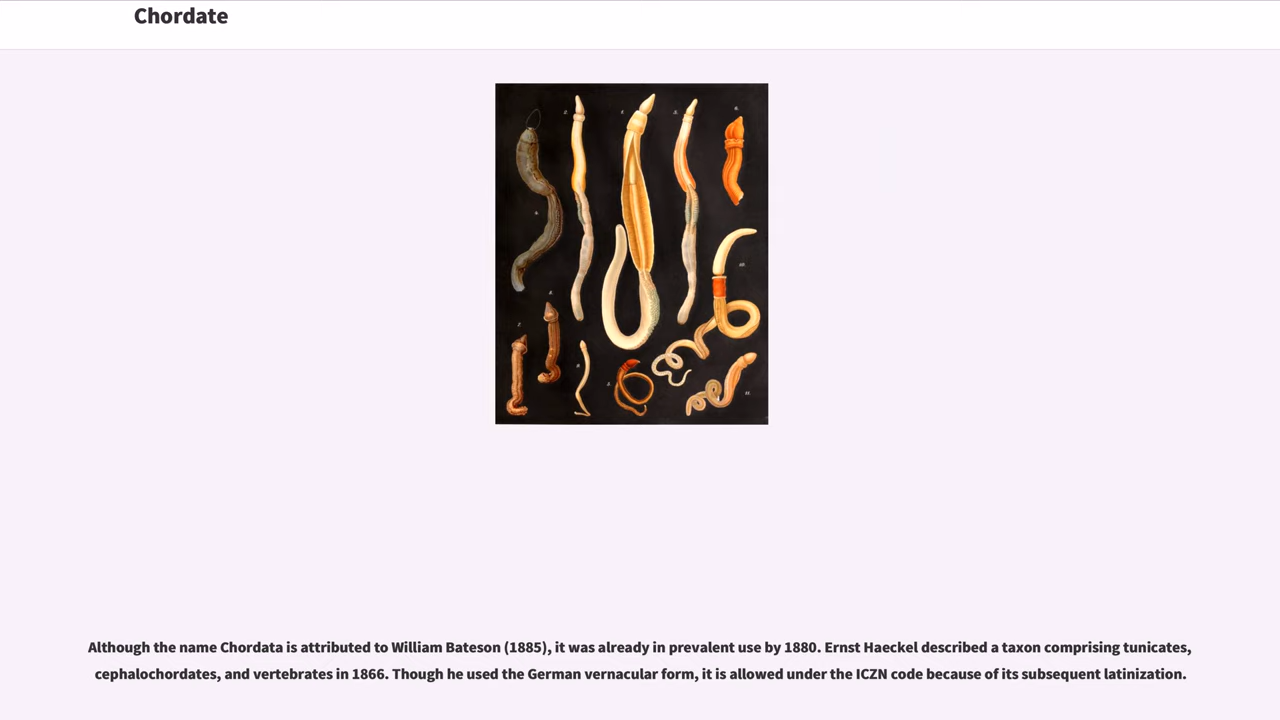 Chordate
Although the name Chordata is attributed to William Bateson (1885), it was already in prevalent use by 1880. Ernst Haeckel described a taxon comprising tunicates,
cephalochordates, and vertebrates in 1866. Though he used the German vernacular form, it is allowed under the ICZN code because of its subsequent latinization.